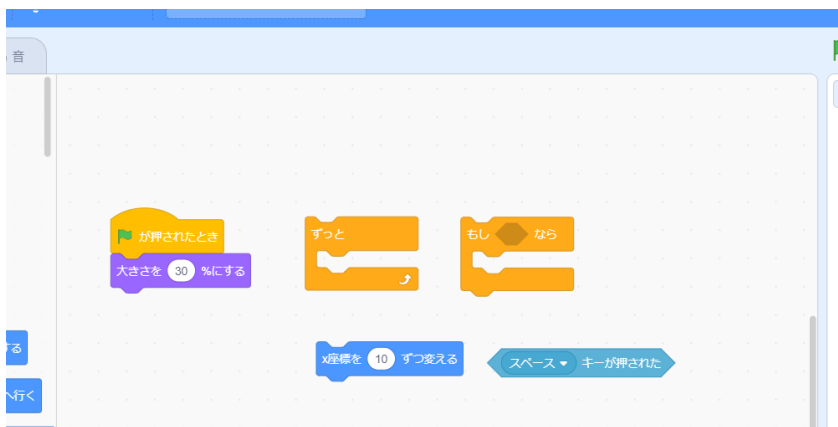 音
が押されたとき
大きさを 30 %にする
ずっと
もし なら
x座標を 10 ずつ変える
スペース キーが押された
する
へ行く